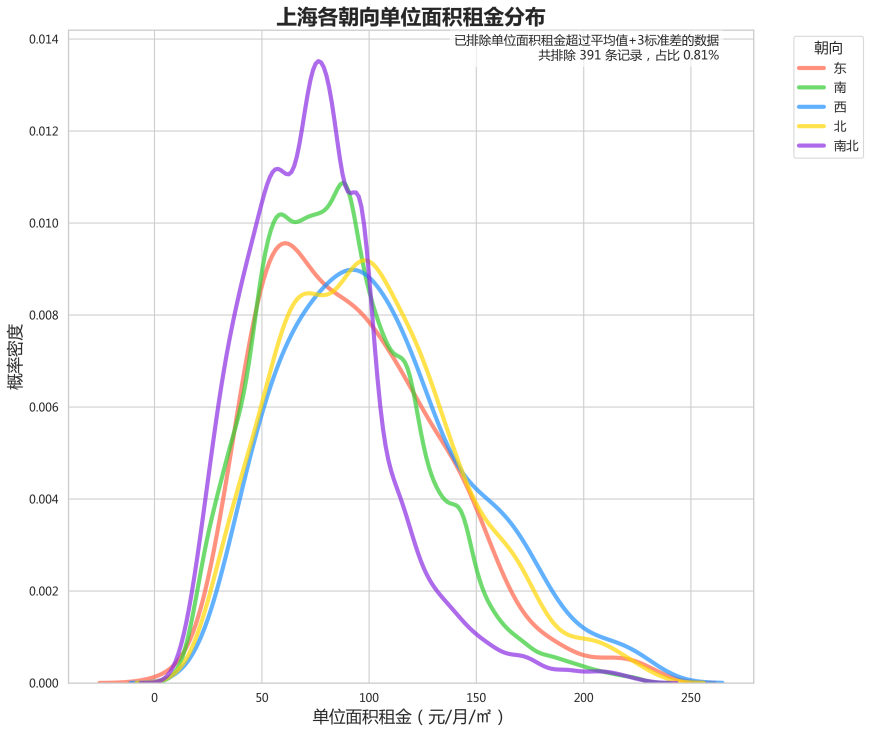 上海各朝向单位面积租金分布
已排除单位面积租金超过平均值+3标准差的数据
共排除 391 条记录，占比 0.81%
朝向
东
南
西
北
南北
概率密度
0.014
0.012
0.010
0.008
0.006
0.004
0.002
0.000
0
50
100
150
200
250
单位面积租金（元/月/㎡）